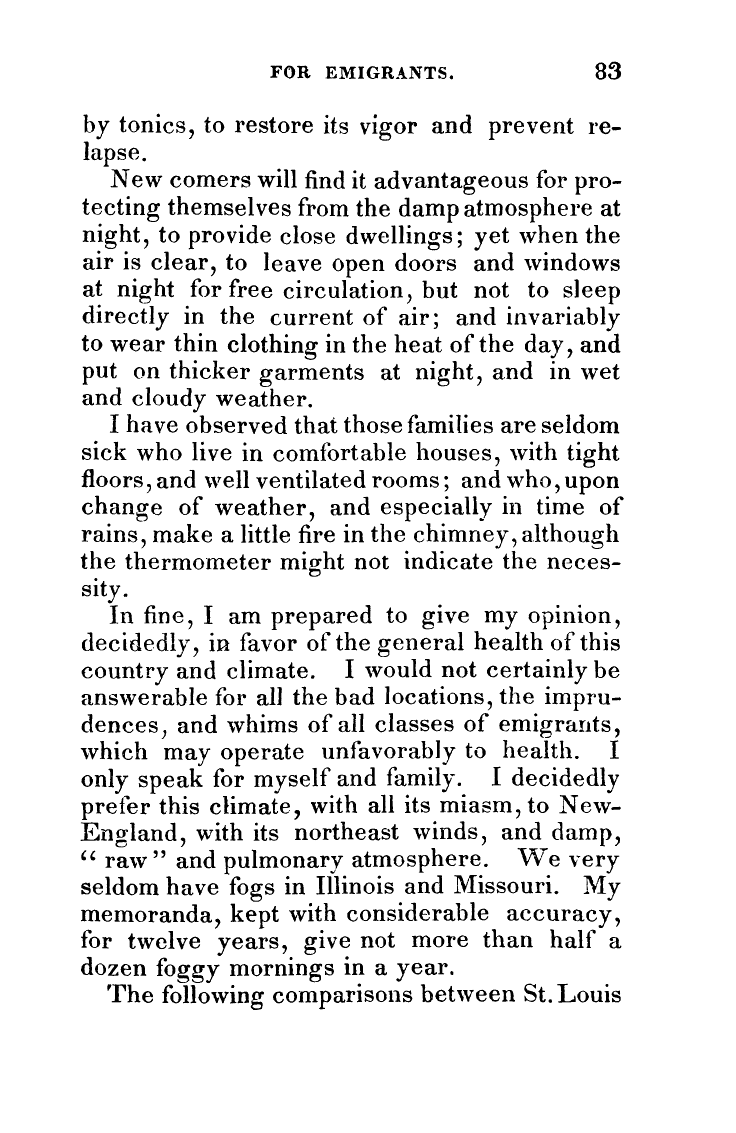 FOR EMIGRANTS. 83
by tonics, to restore its vigor and prevent re-
lapse.
New comers will find it advantageous for pro-
tecting themselves from the damp atmosphere at
night, to provide close dwellings; yet when the
air is clear, to leave open doors and windows
at night for free circulation, but not to sleep
directly in the current of air; and invariably
to wear thin clothing in the heat of the day, and
put on thicker garments at night, and in wet
and cloudy weather.
I have observed that those families are seldom
sick who live in comfortable houses, with tight
floors, and well ventilated rooms; and who, upon
change of weather, and especially in time of
rains, make a little fire in the chimney, although
the thermometer might not indicate the neces-
sity.
In fine, I am prepared to give my opinion,
decidedly, in favor of the general health of this
country and climate. I would not certainly be
answerable for all the bad locations, the impru-
dences, and whims of all classes of emigrants,
which may operate unfavorably to health. I
only speak for myself and family. I decidedly
prefer this climate, with all its miasm, to New-
England, with its northeast winds, and damp,
“ raw ” and pulmonary atmosphere. We very
seldom have fogs in Illinois and Missouri. My
memoranda, kept with considerable accuracy,
for twelve years, give not more than half a
dozen foggy mornings in a year.
The following comparisons between St. Louis